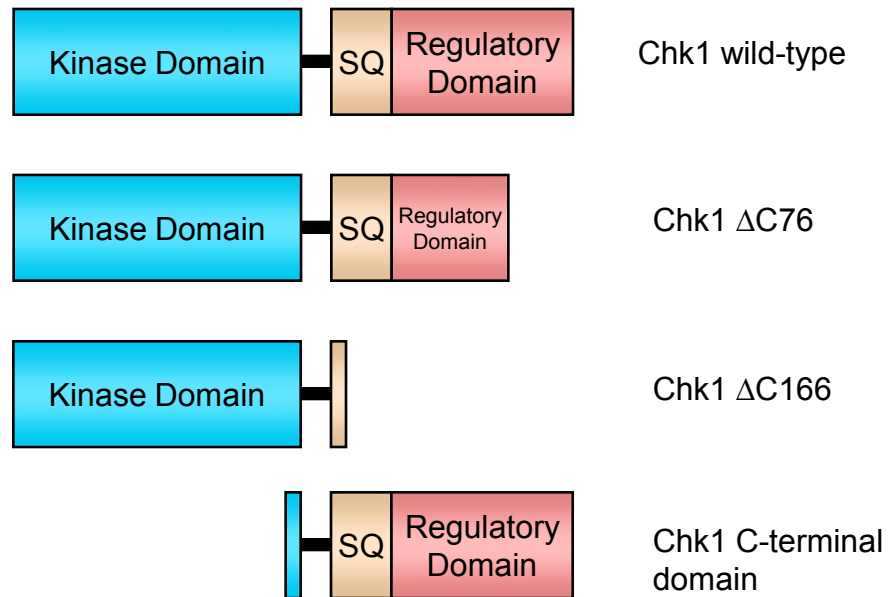 Kinase Domain
SQ
Regulatory
Domain
Chk1 wild-type
Kinase Domain
SQ
Regulatory
Domain
Chk1 ΔC76
Kinase Domain
Chk1 ΔC166
SQ
Regulatory
Domain
Chk1 C-terminal
domain